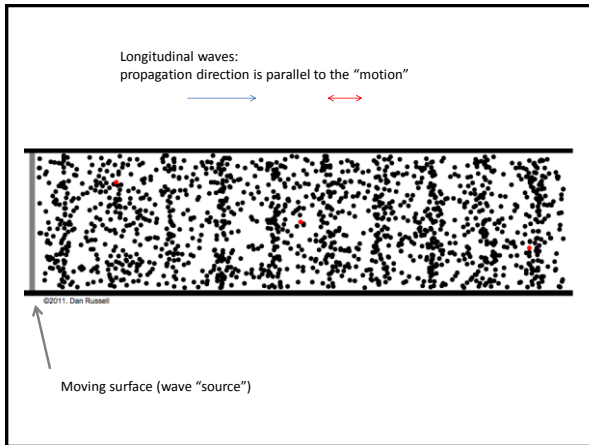 Longitudinal waves:
propagation direction is parallel to the “motion”
©2011. Dan Russell
Moving surface (wave “source”)